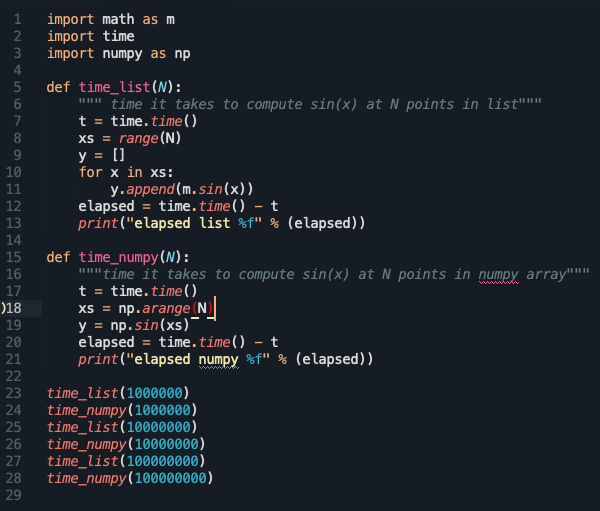 1 import math as m
2 import time
3 import numpy as np
4
5 def time_list(N):
6 """ time it takes to compute sin(x) at N points in list"""
7 t = time.time()
8 xs = range(N)
9 y = []
10 for x in xs:
11 y.append(m.sin(x))
12 elapsed = time.time() - t
13 print("elapsed list %f" % (elapsed))
14
15 def time_numpy(N):
16 """time it takes to compute sin(x) at N points in numpy array"""
17 t = time.time()
18 xs = np.arange(N)
19 y = np.sin(xs)
20 elapsed = time.time() - t
21 print("elapsed numpy %f" % (elapsed))
22
23 time_list(1000000)
24 time_numpy(1000000)
25 time_list(10000000)
26 time_numpy(10000000)
27 time_list(100000000)
28 time_numpy(100000000)
29